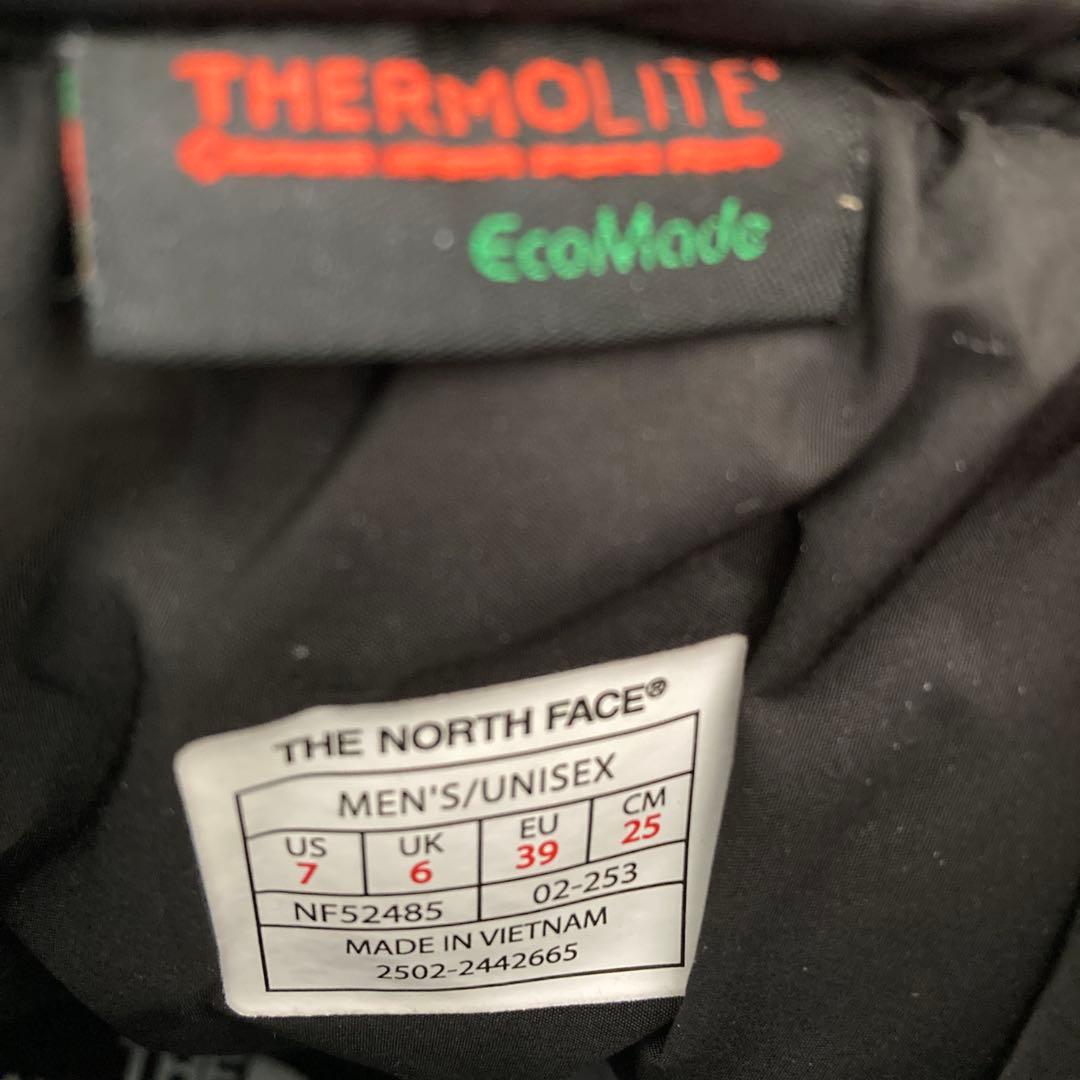 THERMOLITE®
EcoMade
THE NORTH FACE®
MEN'S/UNISEX
US UK EU CM
7 6 39 25
NF52485 02-253
MADE IN VIETNAM
2502-2442665
THE